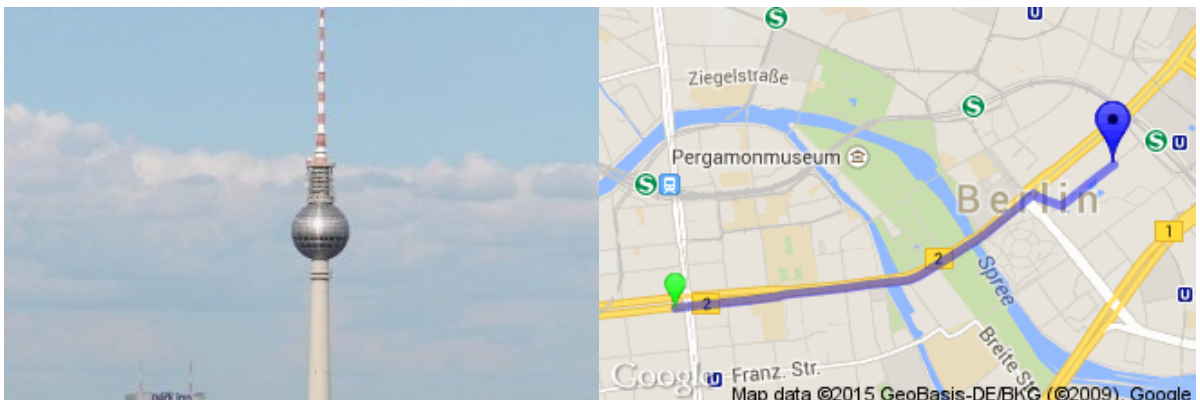 Ziegelstraße
Pergamonmuseum
Berlin
Spree
Breite St
Franz. Str.
Google
Map data ©2015 GeoBasis-DE/BKG (©2009), Google
S
U
S
S
U
S
2
2
1
U
U